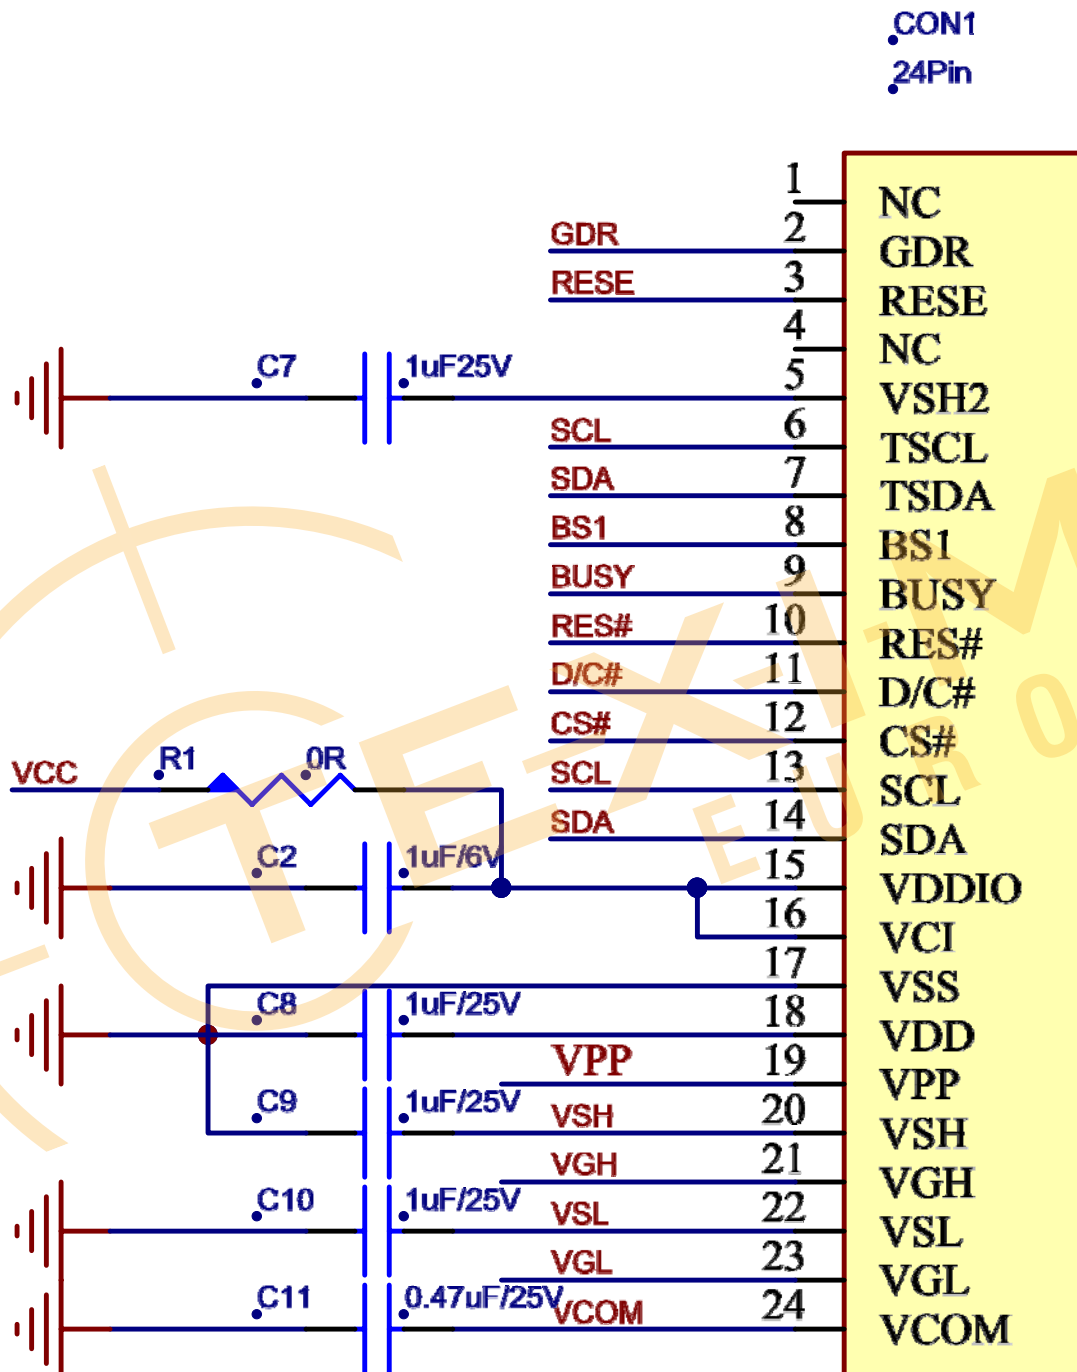 CON1
24Pin
1 NC
GDR 2 GDR
RESE 3 RESE
4 NC
C7 1uF25V 5 VSH2
SCL 6 TSCL
SDA 7 TSDA
BS1 8 BS1
BUSY 9 BUSY
RES# 10 RES#
D/C# 11 D/C#
CS# 12 CS#
VCC R1 0R SCL 13 SCL
SDA 14 SDA
C2 1uF/6V 15 VDDIO
16 VCI
17 VSS
C8 1uF/25V 18 VDD
VPP 19 VPP
C9 1uF/25V VSH 20 VSH
VGH 21 VGH
C10 1uF/25V VSL 22 VSL
VGL 23 VGL
C11 0.47uF/25V VCOM 24 VCOM
TEXIM
EURO